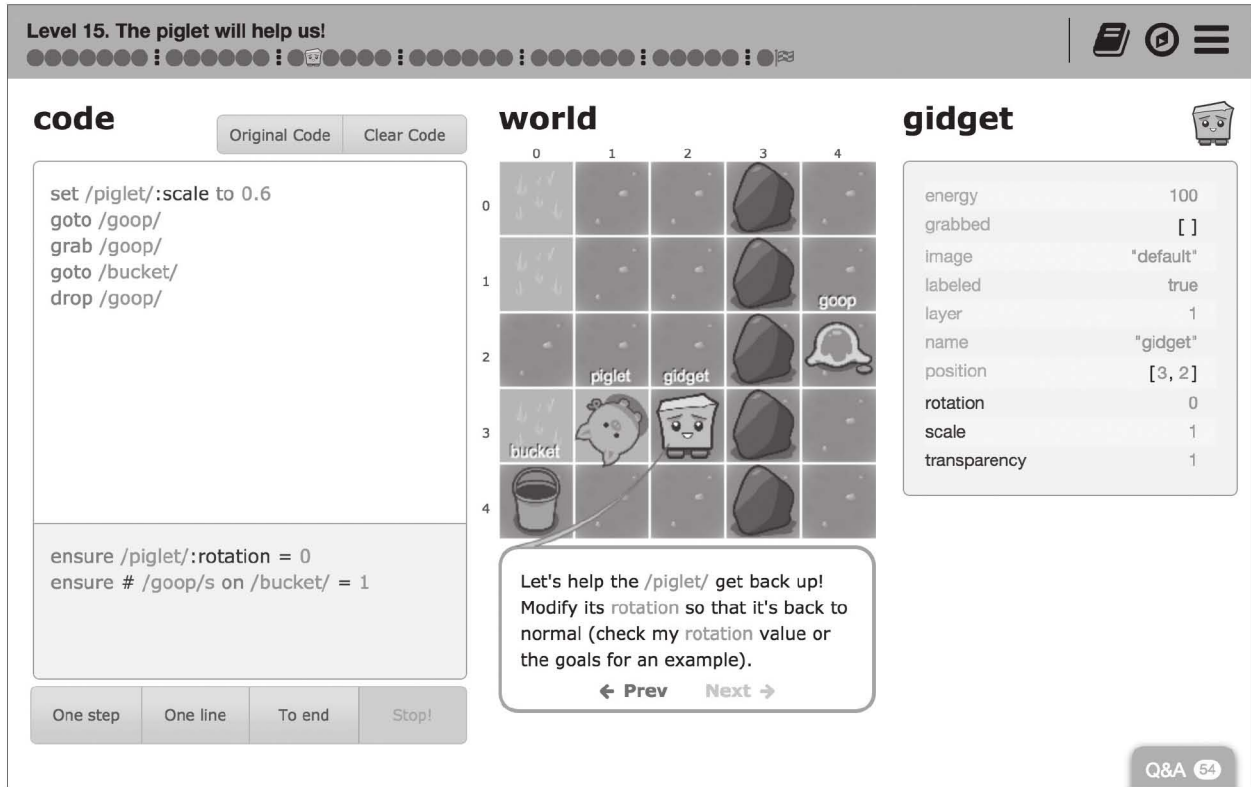 Level 15. The piglet will help us!
code
Original Code
Clear Code
set /piglet/:scale to 0.6
goto /goop/
grab /goop/
goto /bucket/
drop /goop/
ensure /piglet/:rotation = 0
ensure # /goop/s on /bucket/ = 1
One step
One line
To end
Stop!
world
0 1 2 3 4
0
1
goop
2
piglet gidget
3
bucket
4
Let's help the /piglet/ get back up!
Modify its rotation so that it's back to
normal (check my rotation value or
the goals for an example).
← Prev Next →
gidget
energy 100
grabbed [ ]
image "default"
labeled true
layer 1
name "gidget"
position [3, 2]
rotation 0
scale 1
transparency 1
Q&A 54